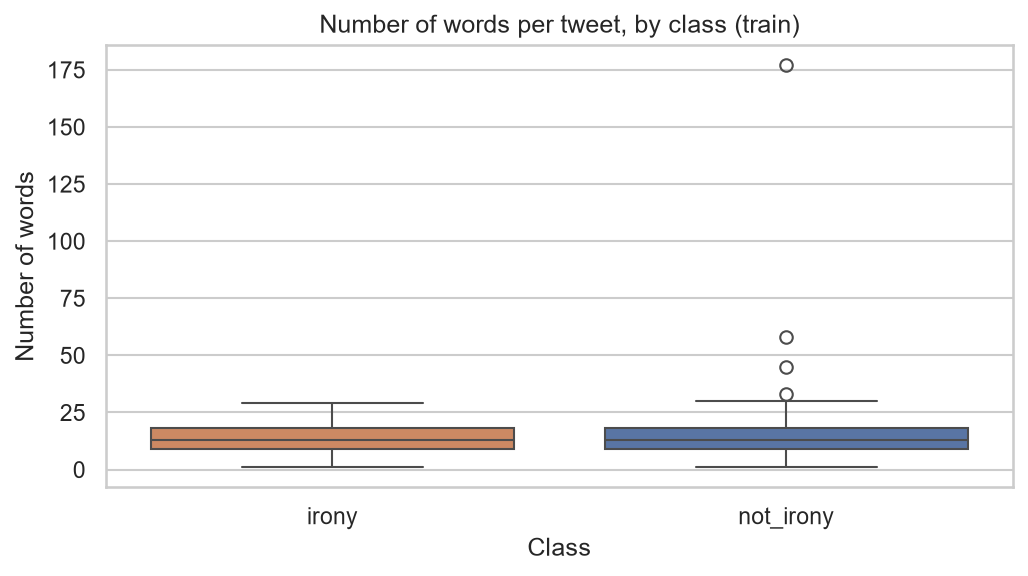 Number of words per tweet, by class (train)
Number of words
175
150
125
100
75
50
25
0
irony
not_irony
Class